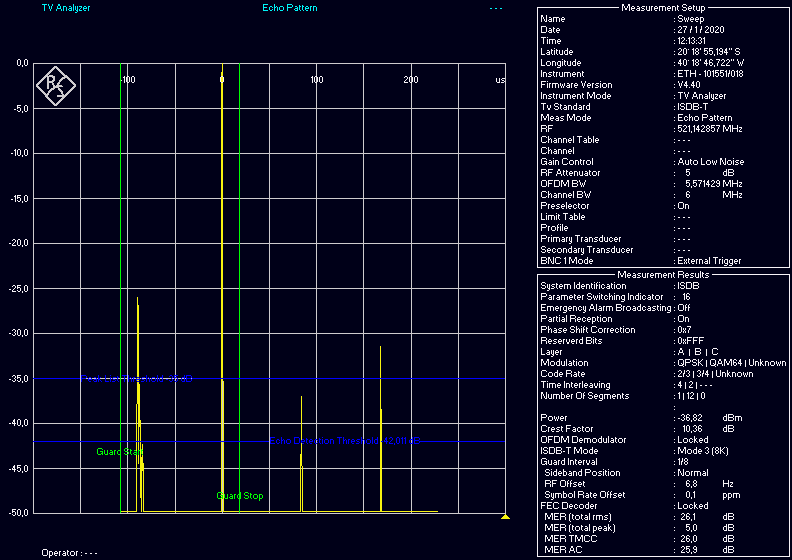 TV Analyzer Echo Pattern ---
0,0
-5,0
-10,0
-15,0
-20,0
-25,0
-30,0
-35,0
-40,0
-45,0
-50,0
-100 0 100 200 us
Echo Detection Threshold -42,00 dB
Guard Start
Guard Stop
Operator : ---
Measurement Setup
Name : Sweep
Date : 27 / 1 / 2020
Time : 12:13:31
Latitude : 20° 18' 55,194" S
Longitude : 40° 18' 46,722" W
Instrument : ETH - 101551/018
Firmware Version : V4.40
Instrument Mode : TV Analyzer
Tv Standard : ISDB-T
Meas Mode : Echo Pattern
RF : 521,142857 MHz
Channel Table : ---
Channel : ---
Gain Control : Auto Low Noise
RF Attenuator : 5 dB
OFDM BW : 5,571429 MHz
Channel BW : 6 MHz
Preselector : On
Limit Table : ---
Profile : ---
Primary Transducer : ---
Secondary Transducer : ---
BNC 1 Mode : External Trigger
Measurement Results
System Identification : ISDB
Parameter Switching Indicator : 16
Emergency Alarm Broadcasting : Off
Partial Reception : On
Phase Shift Correction : 0x7
Reserverd Bits : 0xFFF
Layer : A | B | C
Modulation : QPSK | QAM64 | Unknown
Code Rate : 2/3 | 3/4 | Unknown
Time Interleaving : 4 | 2 | ---
Number Of Segments : 1 | 12 | 0
:
Power : -36,82 dBm
Crest Factor : 10,36 dB
OFDM Demodulator : Locked
ISDB-T Mode : Mode 3 (8K)
Guard Interval : 1/8
Sideband Position : Normal
RF Offset : 6,8 Hz
Symbol Rate Offset : 0,1 ppm
FEC Decoder : Locked
MER (total rms) : 26,1 dB
MER (total peak) : 5,0 dB
MER TMCC : 26,0 dB
MER AC : 25,9 dB